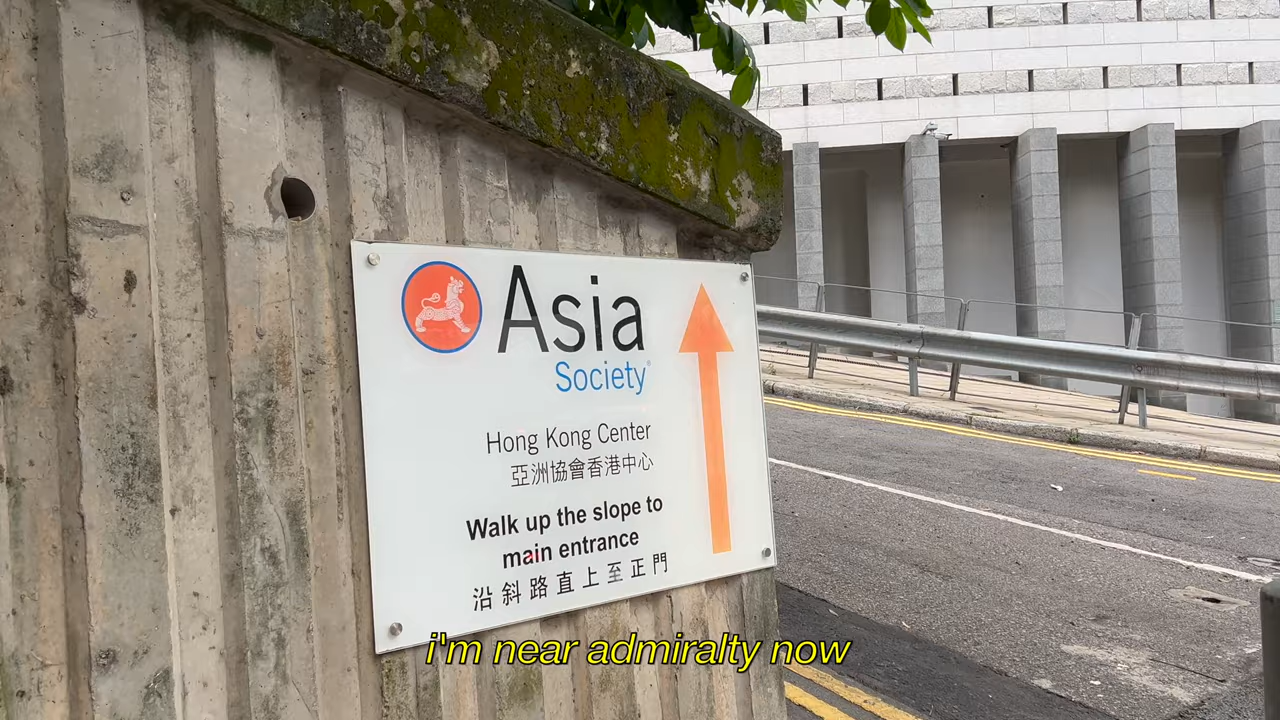 Asia
Society
Hong Kong Center
亞洲協會香港中心
Walk up the slope to
main entrance
沿斜路直上至正門
i'm near admiralty now